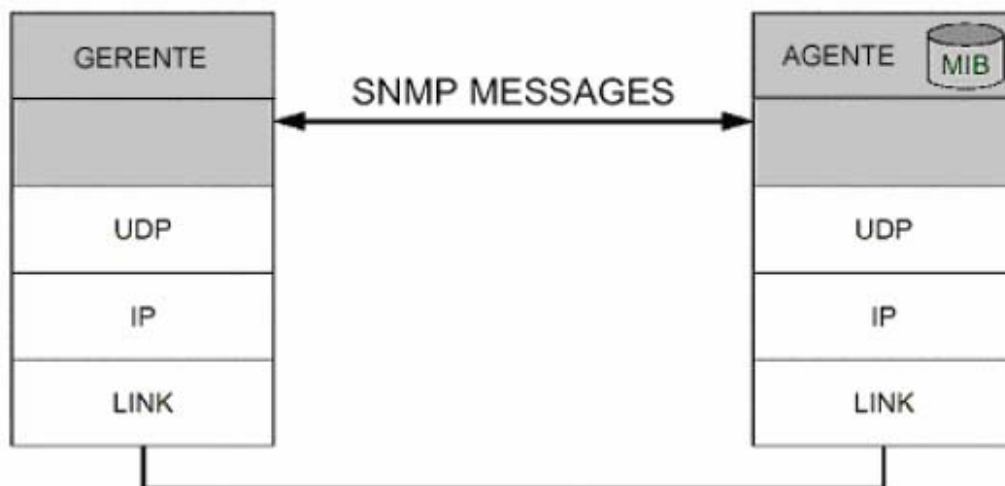 GERENTE
AGENTE
MIB
SNMP MESSAGES
UDP
UDP
IP
IP
LINK
LINK